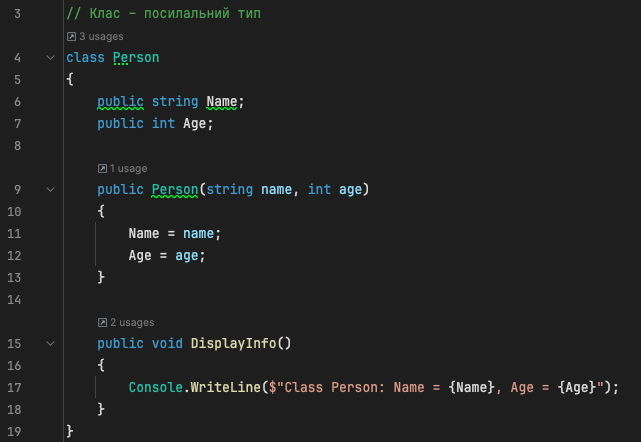 3 // Клас – посилальний тип
3 usages
4 class Person
5 {
6 public string Name;
7 public int Age;
8
1 usage
9 public Person(string name, int age)
10 {
11 Name = name;
12 Age = age;
13 }
14
2 usages
15 public void DisplayInfo()
16 {
17 Console.WriteLine($"Class Person: Name = {Name}, Age = {Age}");
18 }
19 }